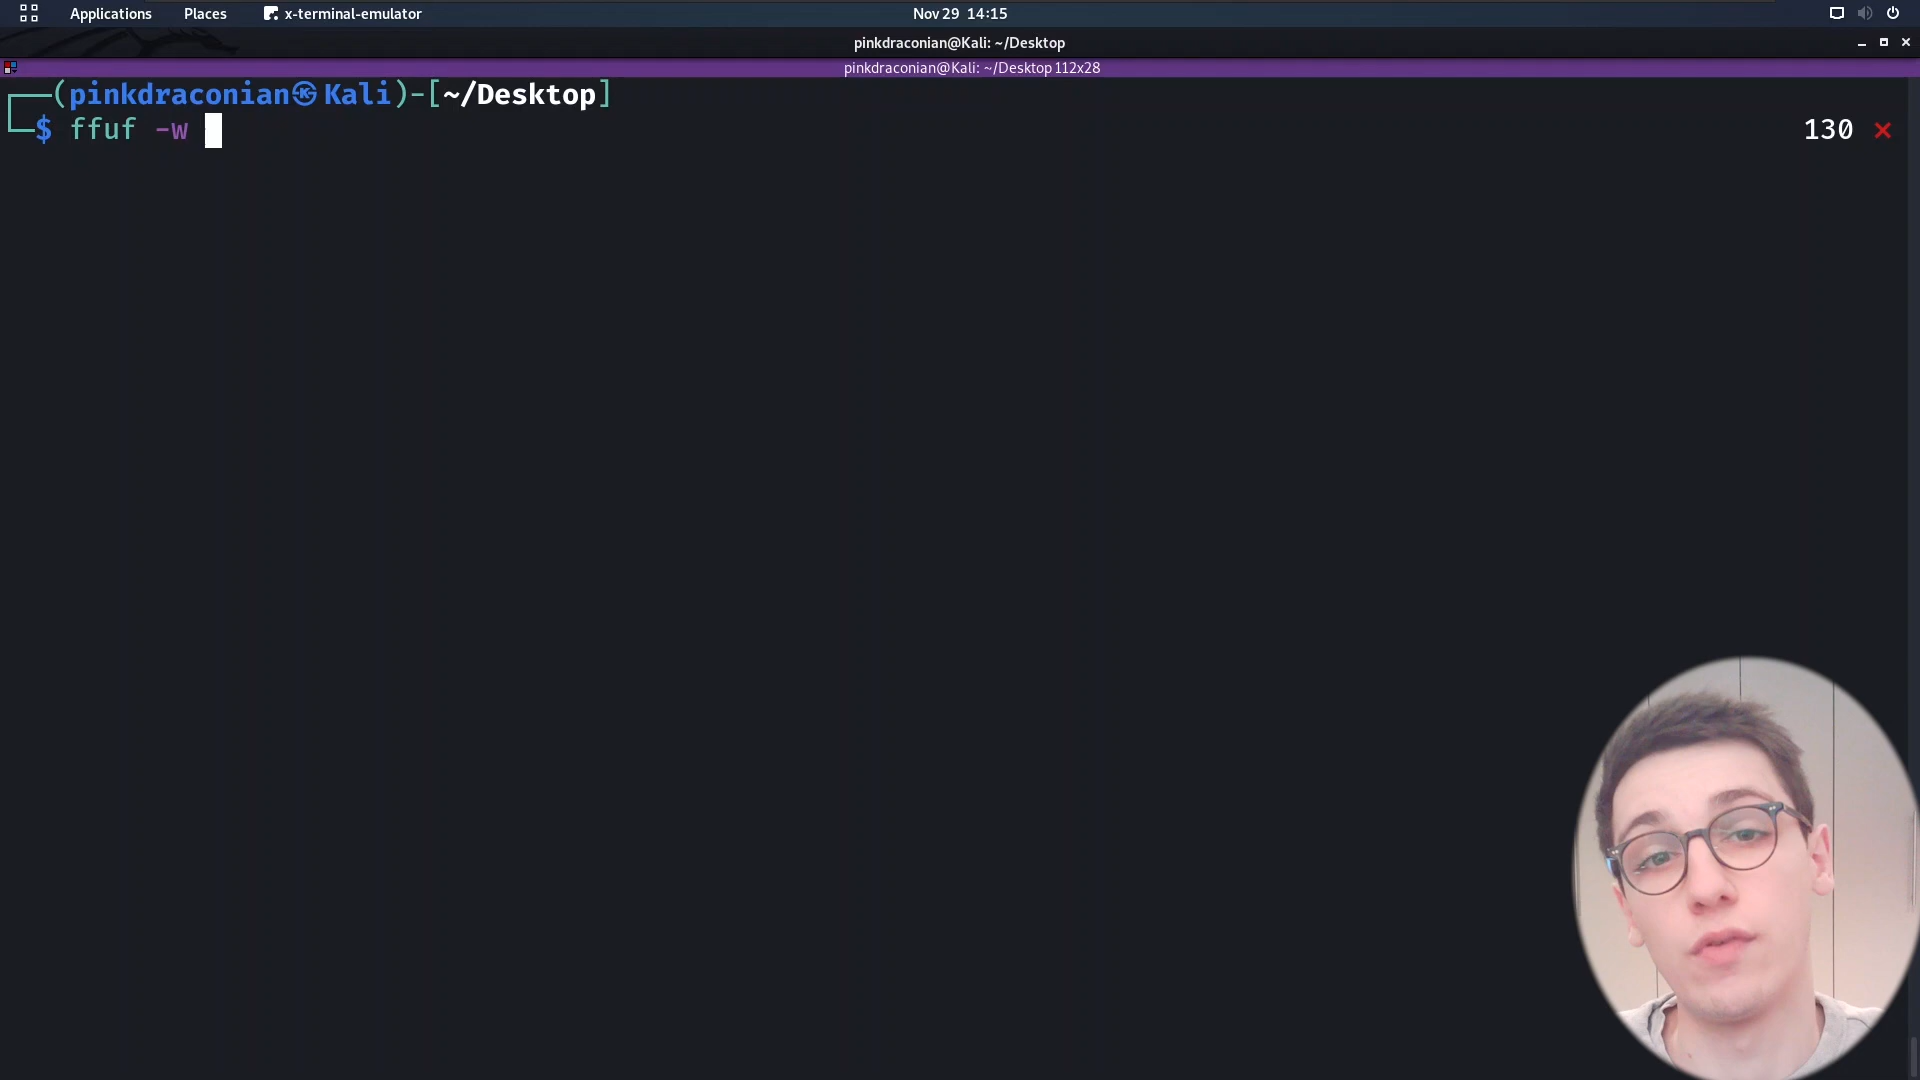 Applications Places x-terminal-emulator Nov 29 14:15
pinkdraconian@Kali: ~/Desktop
pinkdraconian@Kali: ~/Desktop 112x28
┌──(pinkdraconian㉿Kali)-[~/Desktop]
└─$ ffuf -w 130 ⨯